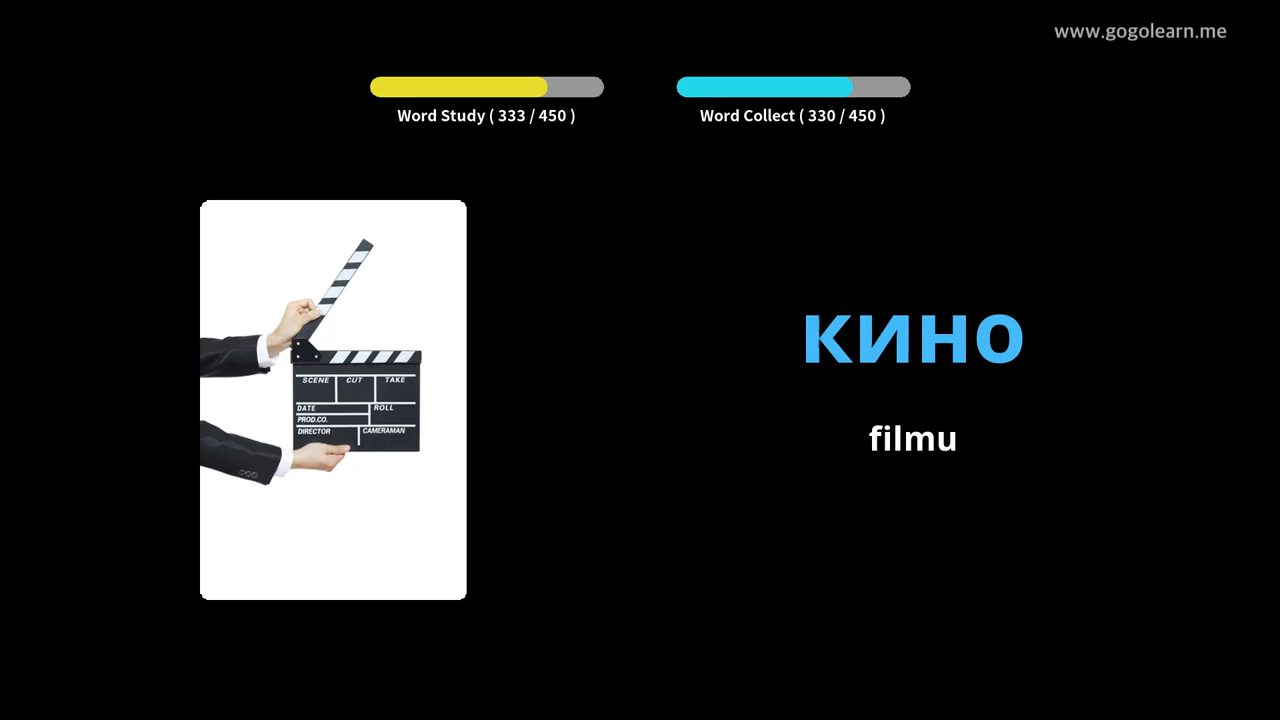 www.gogolearn.me
Word Study ( 333 / 450 )
Word Collect ( 330 / 450 )
SCENE CUT TAKE
DATE ROLL
PROD.CO.
DIRECTOR CAMERAMAN
кино
filmu